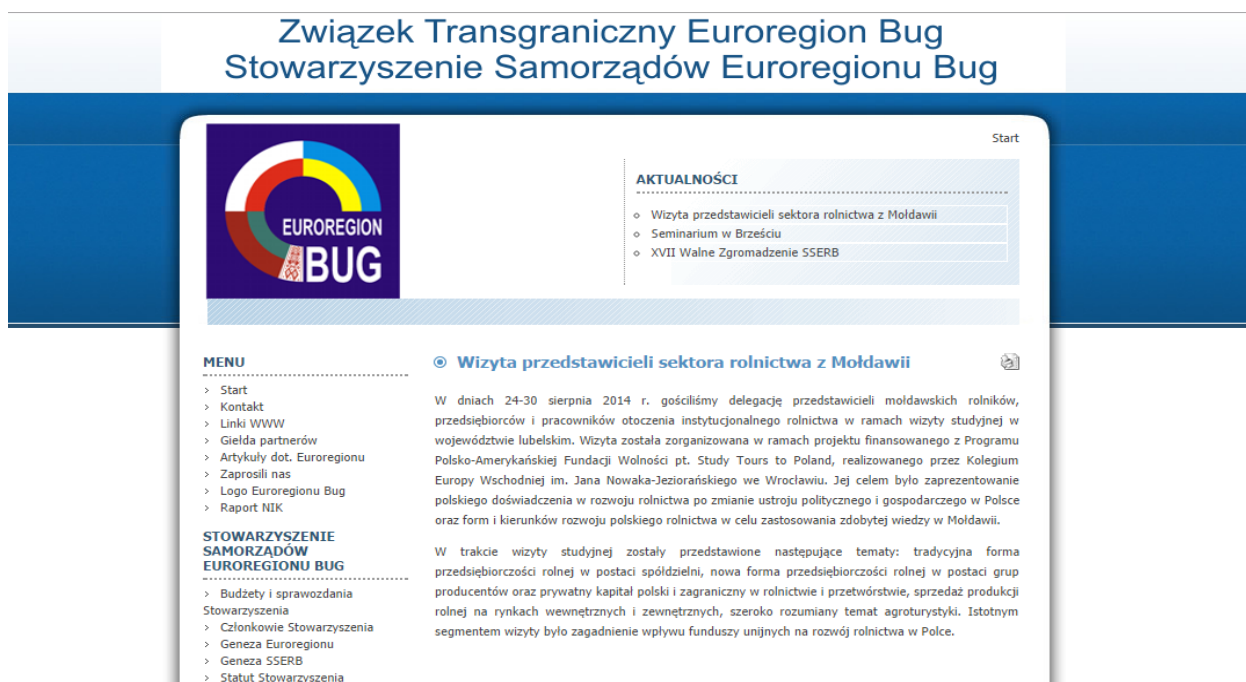 Związek Transgraniczny Euroregion Bug
Stowarzyszenie Samorządów Euroregionu Bug
EUROREGION
BUG
Start
AKTUALNOŚCI
Wizyta przedstawicieli sektora rolnictwa z Mołdawii
Seminarium w Brześciu
XVII Walne Zgromadzenie SSERB
MENU
Start
Kontakt
Linki WWW
Giełda partnerów
Artykuły dot. Euroregionu
Zaprosili nas
Logo Euroregionu Bug
Raport NIK
STOWARZYSZENIE
SAMORZĄDÓW
EUROREGIONU BUG
Budżety i sprawozdania
Stowarzyszenia
Członkowie Stowarzyszenia
Geneza Euroregionu
Geneza SSERB
Statut Stowarzyszenia
Wizyta przedstawicieli sektora rolnictwa z Mołdawii
W dniach 24-30 sierpnia 2014 r. gościliśmy delegację przedstawicieli mołdawskich rolników,
przedsiębiorców i pracowników otoczenia instytucjonalnego rolnictwa w ramach wizyty studyjnej w
województwie lubelskim. Wizyta została zorganizowana w ramach projektu finansowanego z Programu
Polsko-Amerykańskiej Fundacji Wolności pt. Study Tours to Poland, realizowanego przez Kolegium
Europy Wschodniej im. Jana Nowaka-Jeziorańskiego we Wrocławiu. Jej celem było zaprezentowanie
polskiego doświadczenia w rozwoju rolnictwa po zmianie ustroju politycznego i gospodarczego w Polsce
oraz form i kierunków rozwoju polskiego rolnictwa w celu zastosowania zdobytej wiedzy w Mołdawii.
W trakcie wizyty studyjnej zostały przedstawione następujące tematy: tradycyjna forma
przedsiębiorczości rolnej w postaci spółdzielni, nowa forma przedsiębiorczości rolnej w postaci grup
producentów oraz prywatny kapitał polski i zagraniczny w rolnictwie i przetwórstwie, sprzedaż produkcji
rolnej na rynkach wewnętrznych i zewnętrznych, szeroko rozumiany temat agroturystyki. Istotnym
segmentem wizyty było zagadnienie wpływu funduszy unijnych na rozwój rolnictwa w Polce.